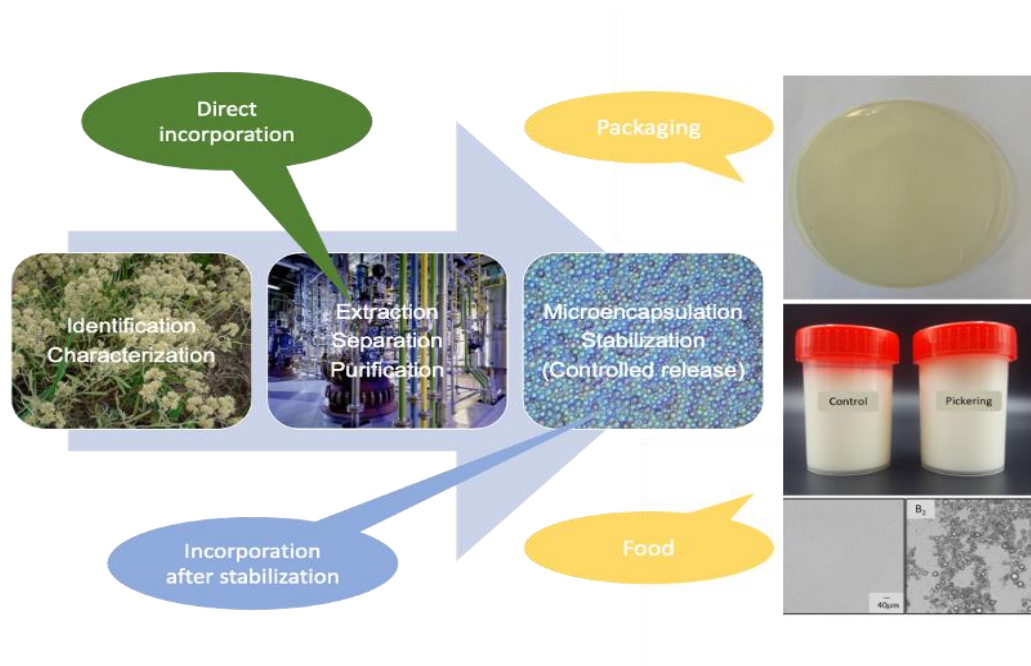 Direct
incorporation
Packaging
Identification
Characterization
Extraction
Separation
Purification
Microencapsulation
Stabilization
(Controlled release)
Control
Pickering
Incorporation
after stabilization
Food
B₂
40μm